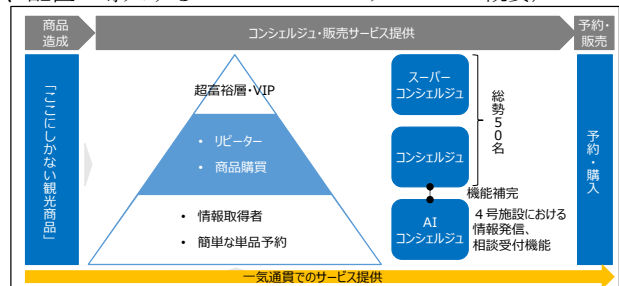 商品
造成
コンシェルジュ・販売サービス提供
予約・
販売
「ここにしかない観光商品」
超富裕層・VIP
• リピーター
• 商品購買
• 情報取得者
• 簡単な単品予約
スーパー
コンシェルジュ
コンシェルジュ
総勢50名
機能補完
AI
コンシェルジュ
４号施設における
情報発信、
相談受付機能
予約・購入
一気通貫でのサービス提供